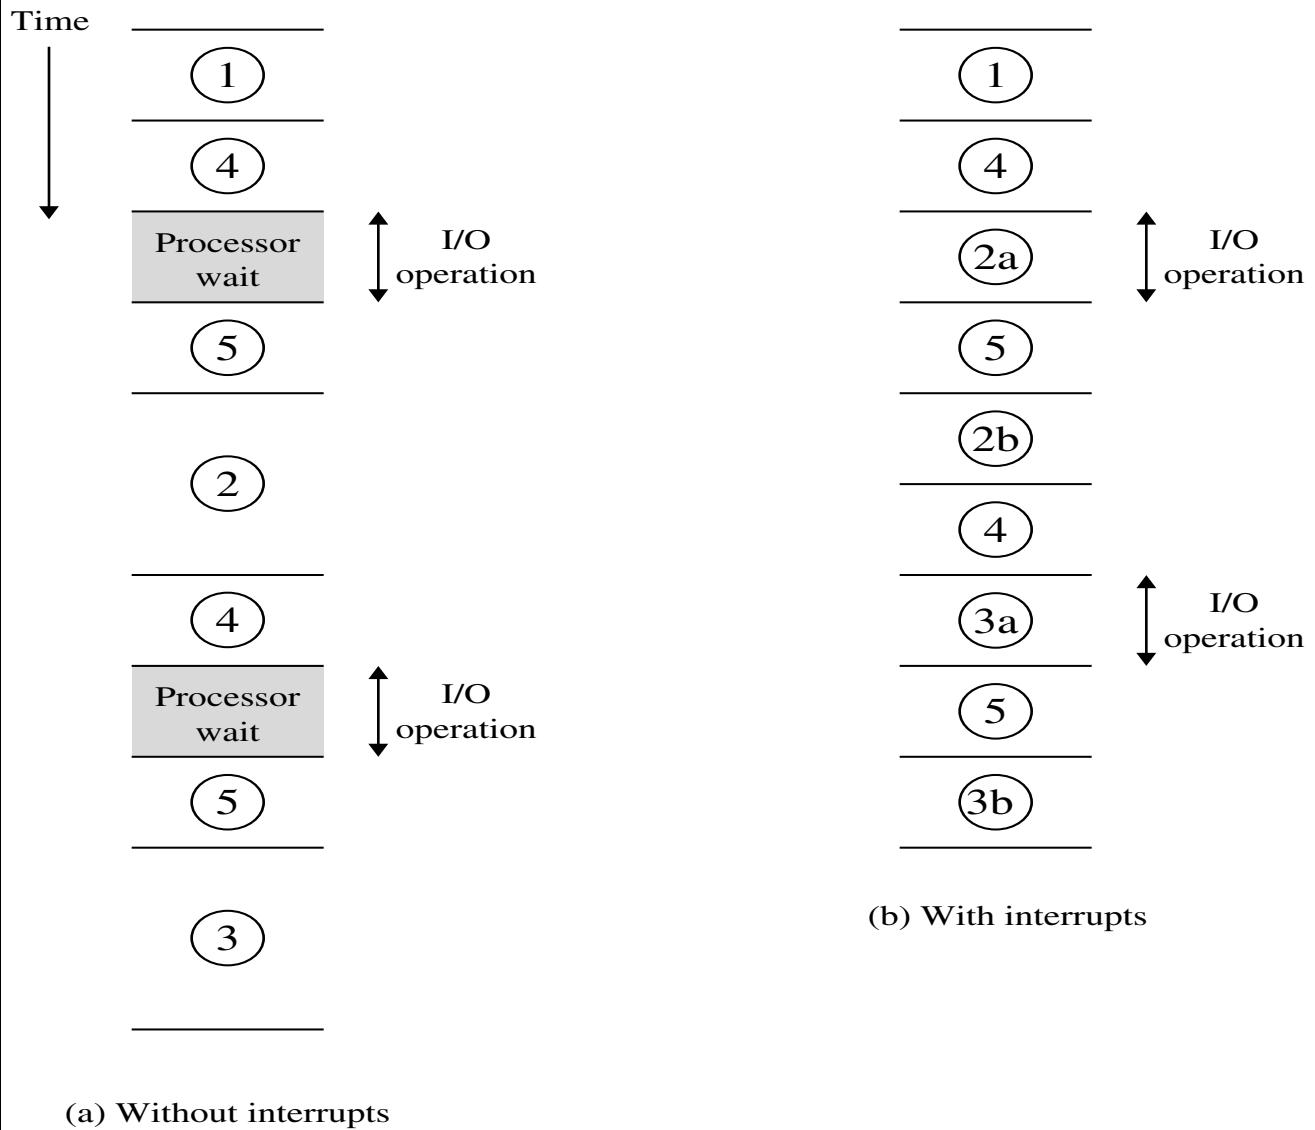 Time
1
4
Processor
wait
I/O
operation
5
2
4
Processor
wait
I/O
operation
5
3
(a) Without interrupts
1
4
2a
I/O
operation
5
2b
4
3a
I/O
operation
5
3b
(b) With interrupts